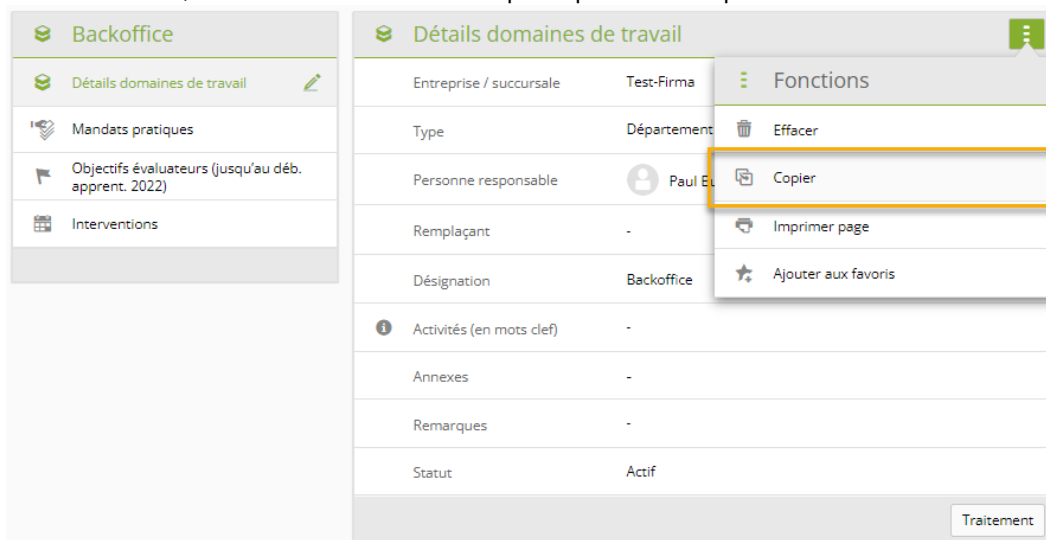 Backoffice
Détails domaines de travail
Mandats pratiques
Objectifs évaluateurs (jusqu'au déb.
apprent. 2022)
Interventions
Détails domaines de travail
Entreprise / succursale Test-Firma
Type Département
Personne responsable Paul
Remplaçant -
Désignation Backoffice
Activités (en mots clef) -
Annexes -
Remarques -
Statut Actif
Traitement
Fonctions
Effacer
Copier
Imprimer page
Ajouter aux favoris